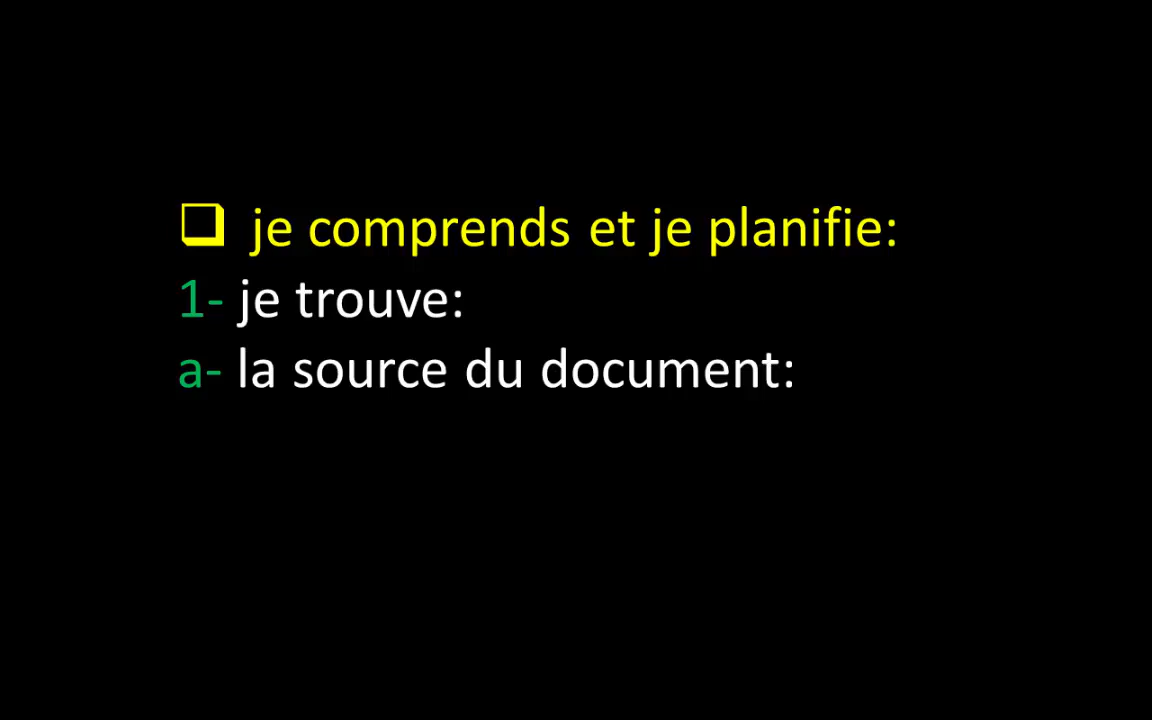 ❑ je comprends et je planifie:
1- je trouve:
a- la source du document: